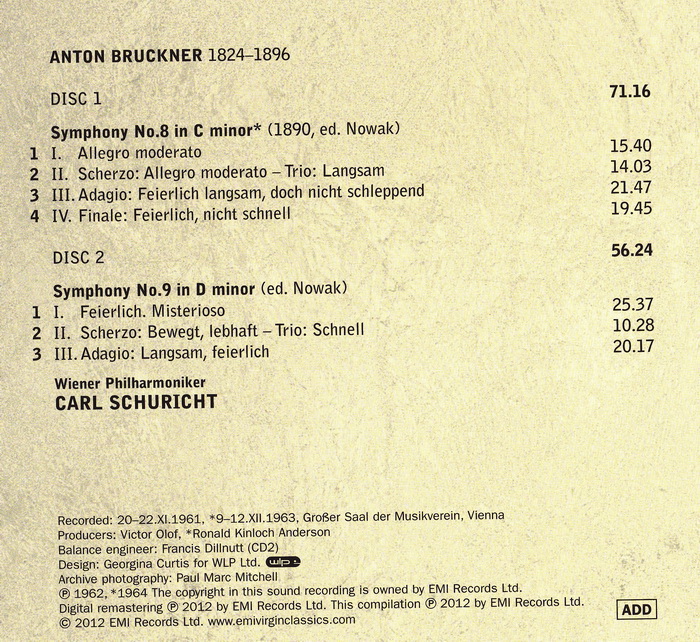 ANTON BRUCKNER 1824–1896
DISC 1 71.16
Symphony No.8 in C minor* (1890, ed. Nowak)
1 I. Allegro moderato 15.40
2 II. Scherzo: Allegro moderato – Trio: Langsam 14.03
3 III. Adagio: Feierlich langsam, doch nicht schleppend 21.47
4 IV. Finale: Feierlich, nicht schnell 19.45
DISC 2 56.24
Symphony No.9 in D minor (ed. Nowak)
1 I. Feierlich. Misterioso 25.37
2 II. Scherzo: Bewegt, lebhaft – Trio: Schnell 10.28
3 III. Adagio: Langsam, feierlich 20.17
Wiener Philharmoniker
CARL SCHURICHT
Recorded: 20–22.XI.1961, *9–12.XII.1963, Großer Saal der Musikverein, Vienna
Producers: Victor Olof, *Ronald Kinloch Anderson
Balance engineer: Francis Dillnutt (CD2)
Design: Georgina Curtis for WLP Ltd. wlp
Archive photography: Paul Marc Mitchell
℗ 1962, *1964 The copyright in this sound recording is owned by EMI Records Ltd.
Digital remastering ℗ 2012 by EMI Records Ltd. This compilation ℗ 2012 by EMI Records Ltd.
© 2012 EMI Records Ltd. www.emivirginclassics.com
ADD